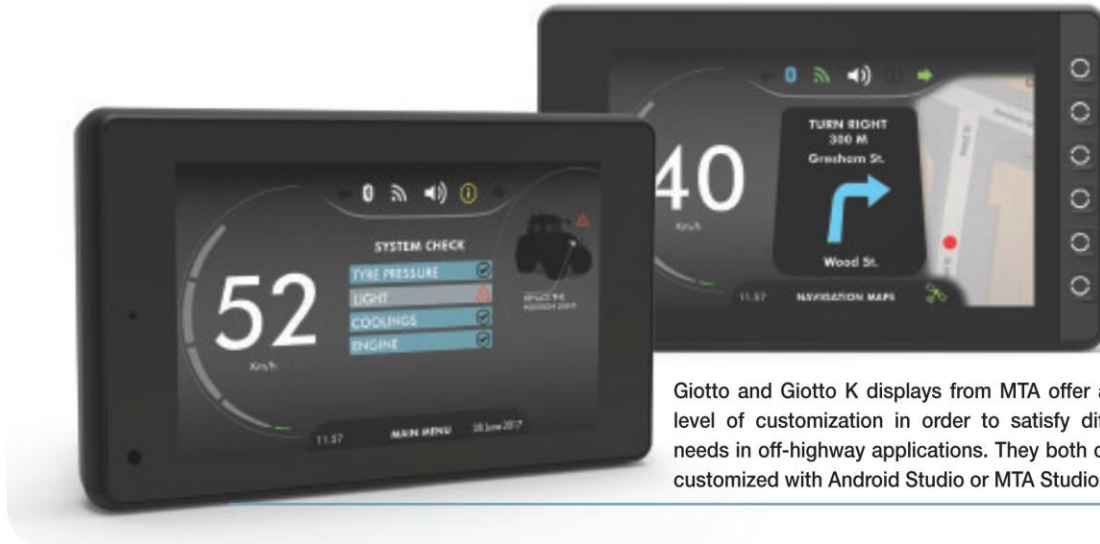 52
Km/h
SYSTEM CHECK
TYRE PRESSURE
LIGHT
COOLINGS
ENGINE
11.57 MAIN MENU 28 June 2017
40
Km/h
TURN RIGHT
300 M
Gresham St.
Wood St.
11.57 NAVIGATION MAPS
Giotto and Giotto K displays from MTA offer
level of customization in order to satisfy
needs in off-highway applications. They both
customized with Android Studio or MTA Studio